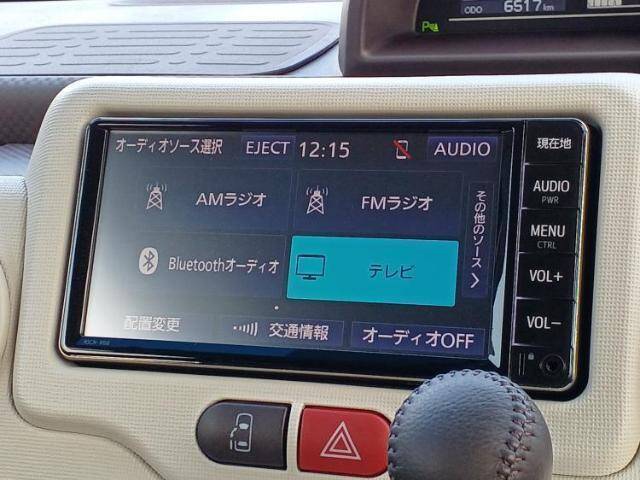 ODO 6517 km
オーディオソース選択 EJECT 12:15 AUDIO
AMラジオ FMラジオ
Bluetoothオーディオ テレビ
その他のソース
配置変更 交通情報 オーディオOFF
現在地
AUDIO
PWR
MENU
CTRL
VOL+
VOL−